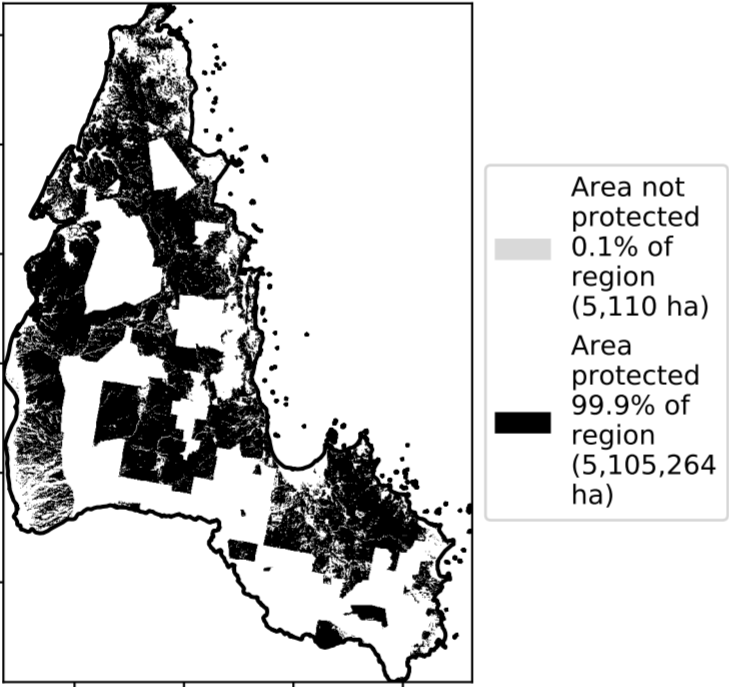 Area not
protected
0.1% of
region
(5,110 ha)
Area
protected
99.9% of
region
(5,105,264
ha)